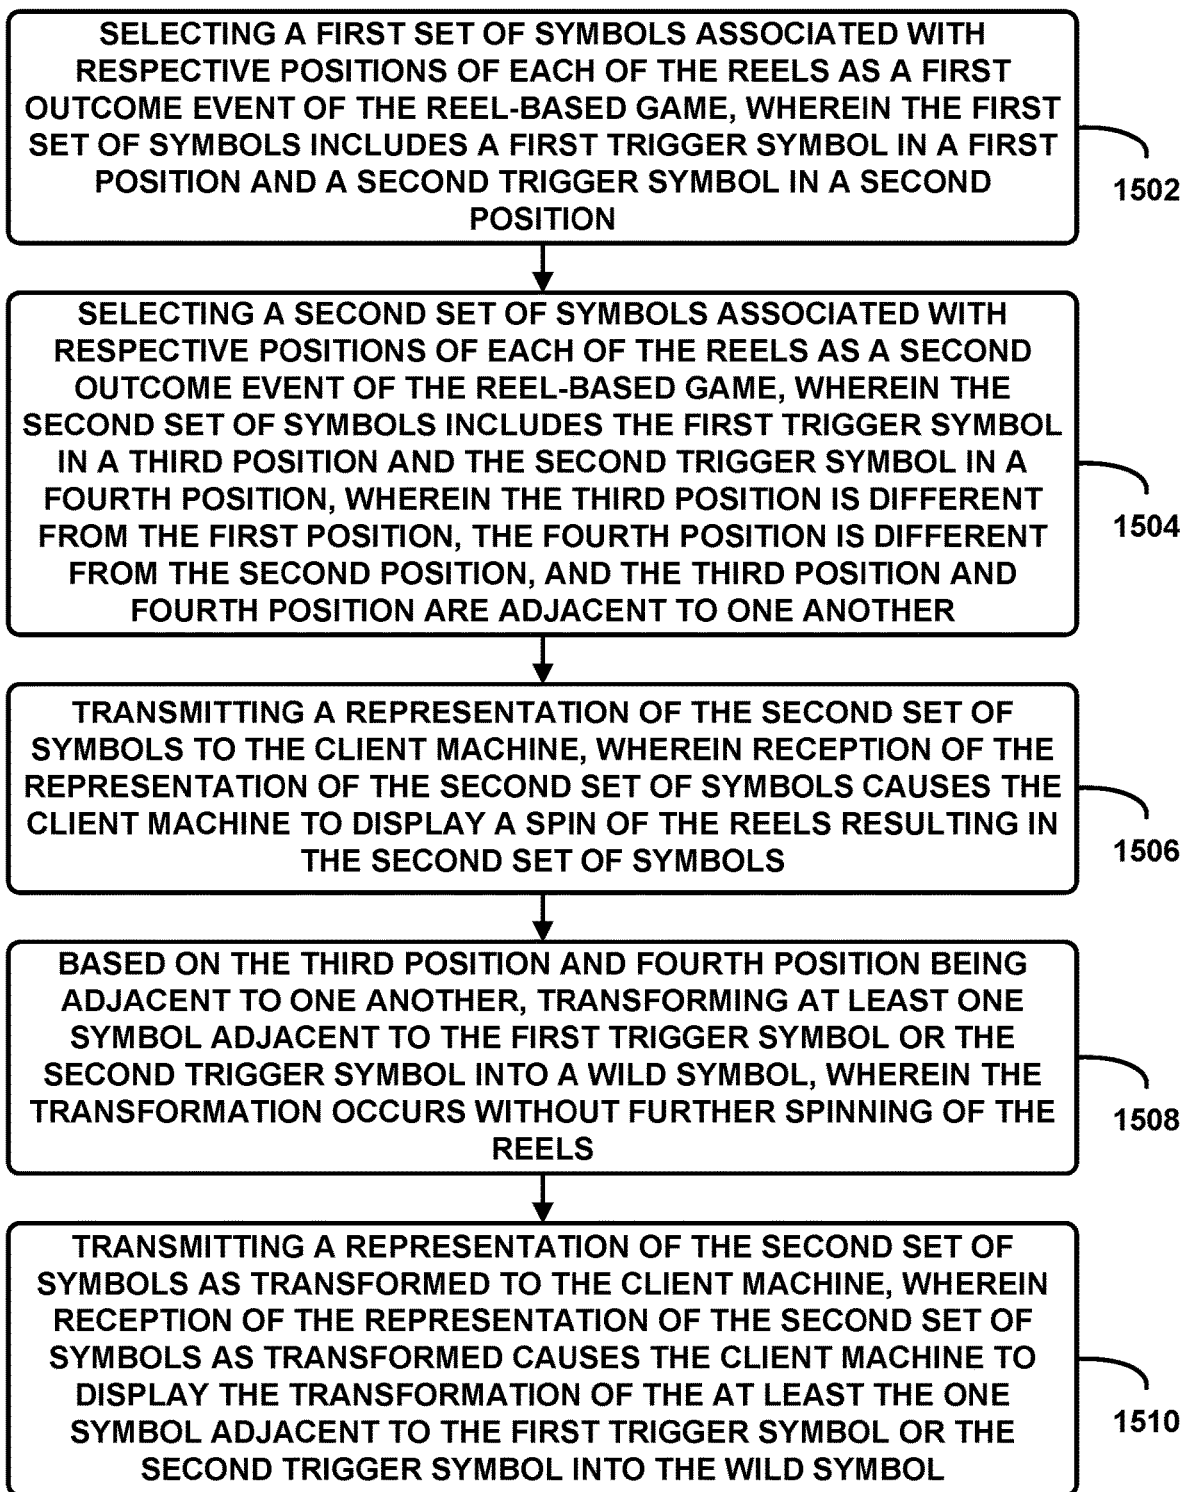 SELECTING A FIRST SET OF SYMBOLS ASSOCIATED WITH
RESPECTIVE POSITIONS OF EACH OF THE REELS AS A FIRST
OUTCOME EVENT OF THE REEL-BASED GAME, WHEREIN THE FIRST
SET OF SYMBOLS INCLUDES A FIRST TRIGGER SYMBOL IN A FIRST
POSITION AND A SECOND TRIGGER SYMBOL IN A SECOND
POSITION
1502
SELECTING A SECOND SET OF SYMBOLS ASSOCIATED WITH
RESPECTIVE POSITIONS OF EACH OF THE REELS AS A SECOND
OUTCOME EVENT OF THE REEL-BASED GAME, WHEREIN THE
SECOND SET OF SYMBOLS INCLUDES THE FIRST TRIGGER SYMBOL
IN A THIRD POSITION AND THE SECOND TRIGGER SYMBOL IN A
FOURTH POSITION, WHEREIN THE THIRD POSITION IS DIFFERENT
FROM THE FIRST POSITION, THE FOURTH POSITION IS DIFFERENT
FROM THE SECOND POSITION, AND THE THIRD POSITION AND
FOURTH POSITION ARE ADJACENT TO ONE ANOTHER
1504
TRANSMITTING A REPRESENTATION OF THE SECOND SET OF
SYMBOLS TO THE CLIENT MACHINE, WHEREIN RECEPTION OF THE
REPRESENTATION OF THE SECOND SET OF SYMBOLS CAUSES THE
CLIENT MACHINE TO DISPLAY A SPIN OF THE REELS RESULTING IN
THE SECOND SET OF SYMBOLS
1506
BASED ON THE THIRD POSITION AND FOURTH POSITION BEING
ADJACENT TO ONE ANOTHER, TRANSFORMING AT LEAST ONE
SYMBOL ADJACENT TO THE FIRST TRIGGER SYMBOL OR THE
SECOND TRIGGER SYMBOL INTO A WILD SYMBOL, WHEREIN THE
TRANSFORMATION OCCURS WITHOUT FURTHER SPINNING OF THE
REELS
1508
TRANSMITTING A REPRESENTATION OF THE SECOND SET OF
SYMBOLS AS TRANSFORMED TO THE CLIENT MACHINE, WHEREIN
RECEPTION OF THE REPRESENTATION OF THE SECOND SET OF
SYMBOLS AS TRANSFORMED CAUSES THE CLIENT MACHINE TO
DISPLAY THE TRANSFORMATION OF THE AT LEAST THE ONE
SYMBOL ADJACENT TO THE FIRST TRIGGER SYMBOL OR THE
SECOND TRIGGER SYMBOL INTO THE WILD SYMBOL
1510